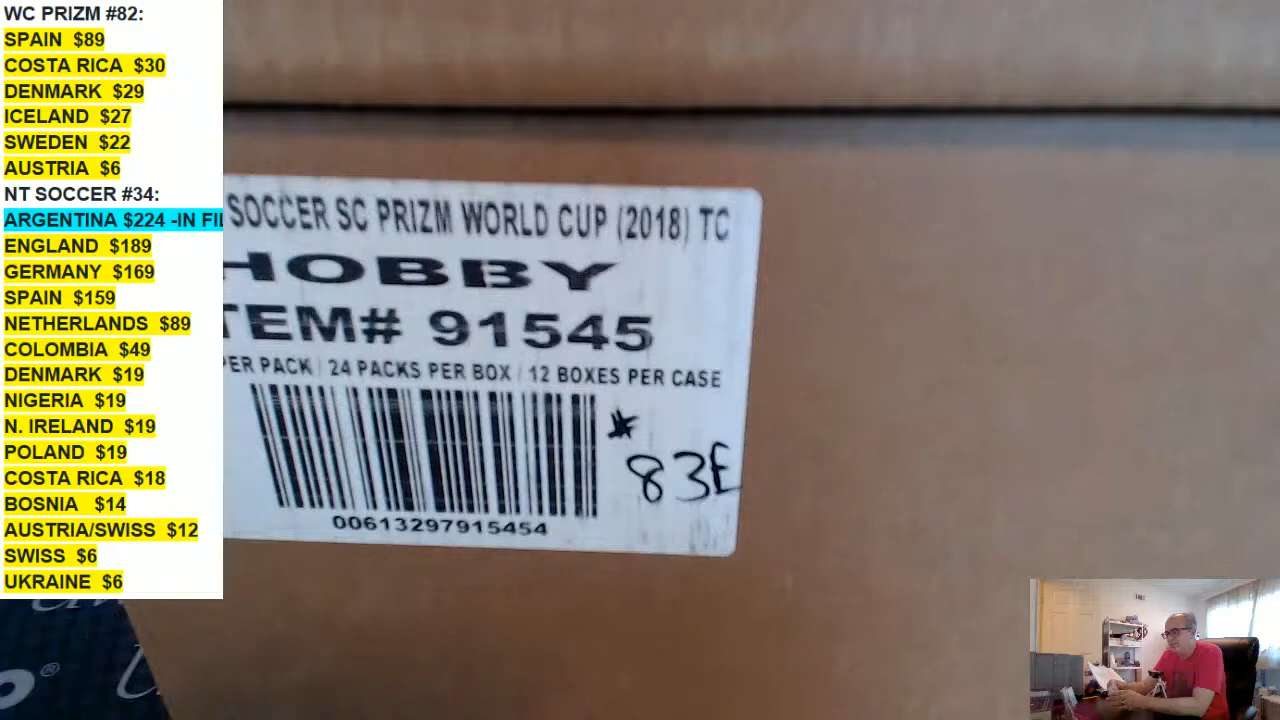 WC PRIZM #82:
SPAIN $89
COSTA RICA $30
DENMARK $29
ICELAND $27
SWEDEN $22
AUSTRIA $6
NT SOCCER #34:
ARGENTINA $224 -IN FIL
ENGLAND $189
GERMANY $169
SPAIN $159
NETHERLANDS $89
COLOMBIA $49
DENMARK $19
NIGERIA $19
N. IRELAND $19
POLAND $19
COSTA RICA $18
BOSNIA $14
AUSTRIA/SWISS $12
SWISS $6
UKRAINE $6
SOCCER SC PRIZM WORLD CUP (2018) TC
HOBBY
TEM# 91545
PER PACK | 24 PACKS PER BOX | 12 BOXES PER CASE
* 83E
00613297915454